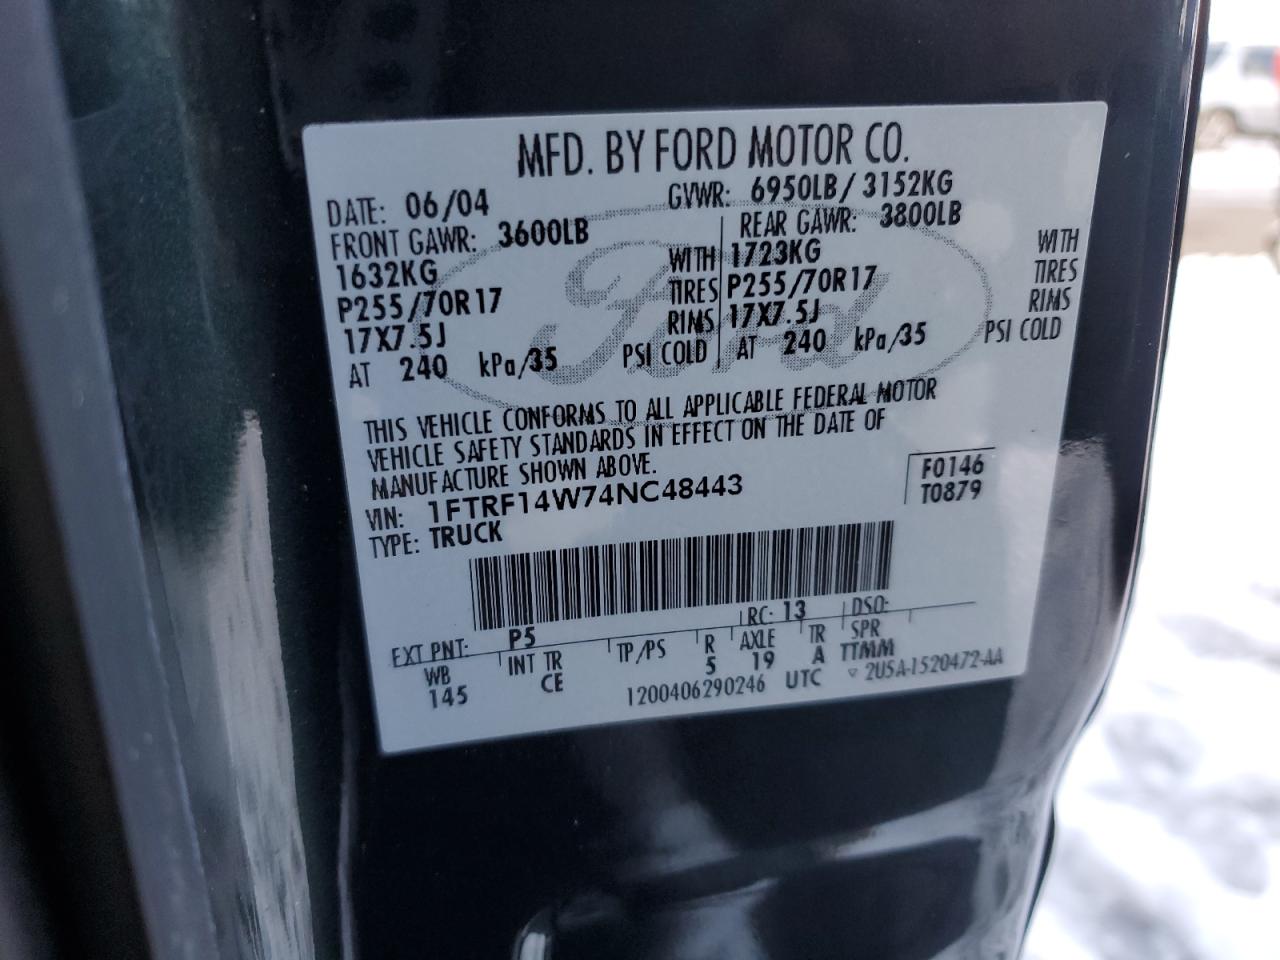 MFD. BY FORD MOTOR CO.
DATE: 06/04 GVWR: 6950LB/3152KG
FRONT GAWR: 3600LB REAR GAWR: 3800LB
1632KG WITH 1723KG WITH
P255/70R17 TIRES P255/70R17 TIRES
17X7.5J RIMS 17X7.5J RIMS
AT 240 kPa/35 PSI COLD AT 240 kPa/35 PSI COLD
Ford
THIS VEHICLE CONFORMS TO ALL APPLICABLE FEDERAL MOTOR
VEHICLE SAFETY STANDARDS IN EFFECT ON THE DATE OF
MANUFACTURE SHOWN ABOVE.
F0146
VIN: 1FTRF14W74NC48443 T0879
TYPE: TRUCK
EXT PNT: P5 RC: 13 DSO:
WB INT TR TP/PS R AXLE TR SPR
145 CE 5 19 A TTMM
1200406290246 UTC ▽ 2U5A-1520472-AA